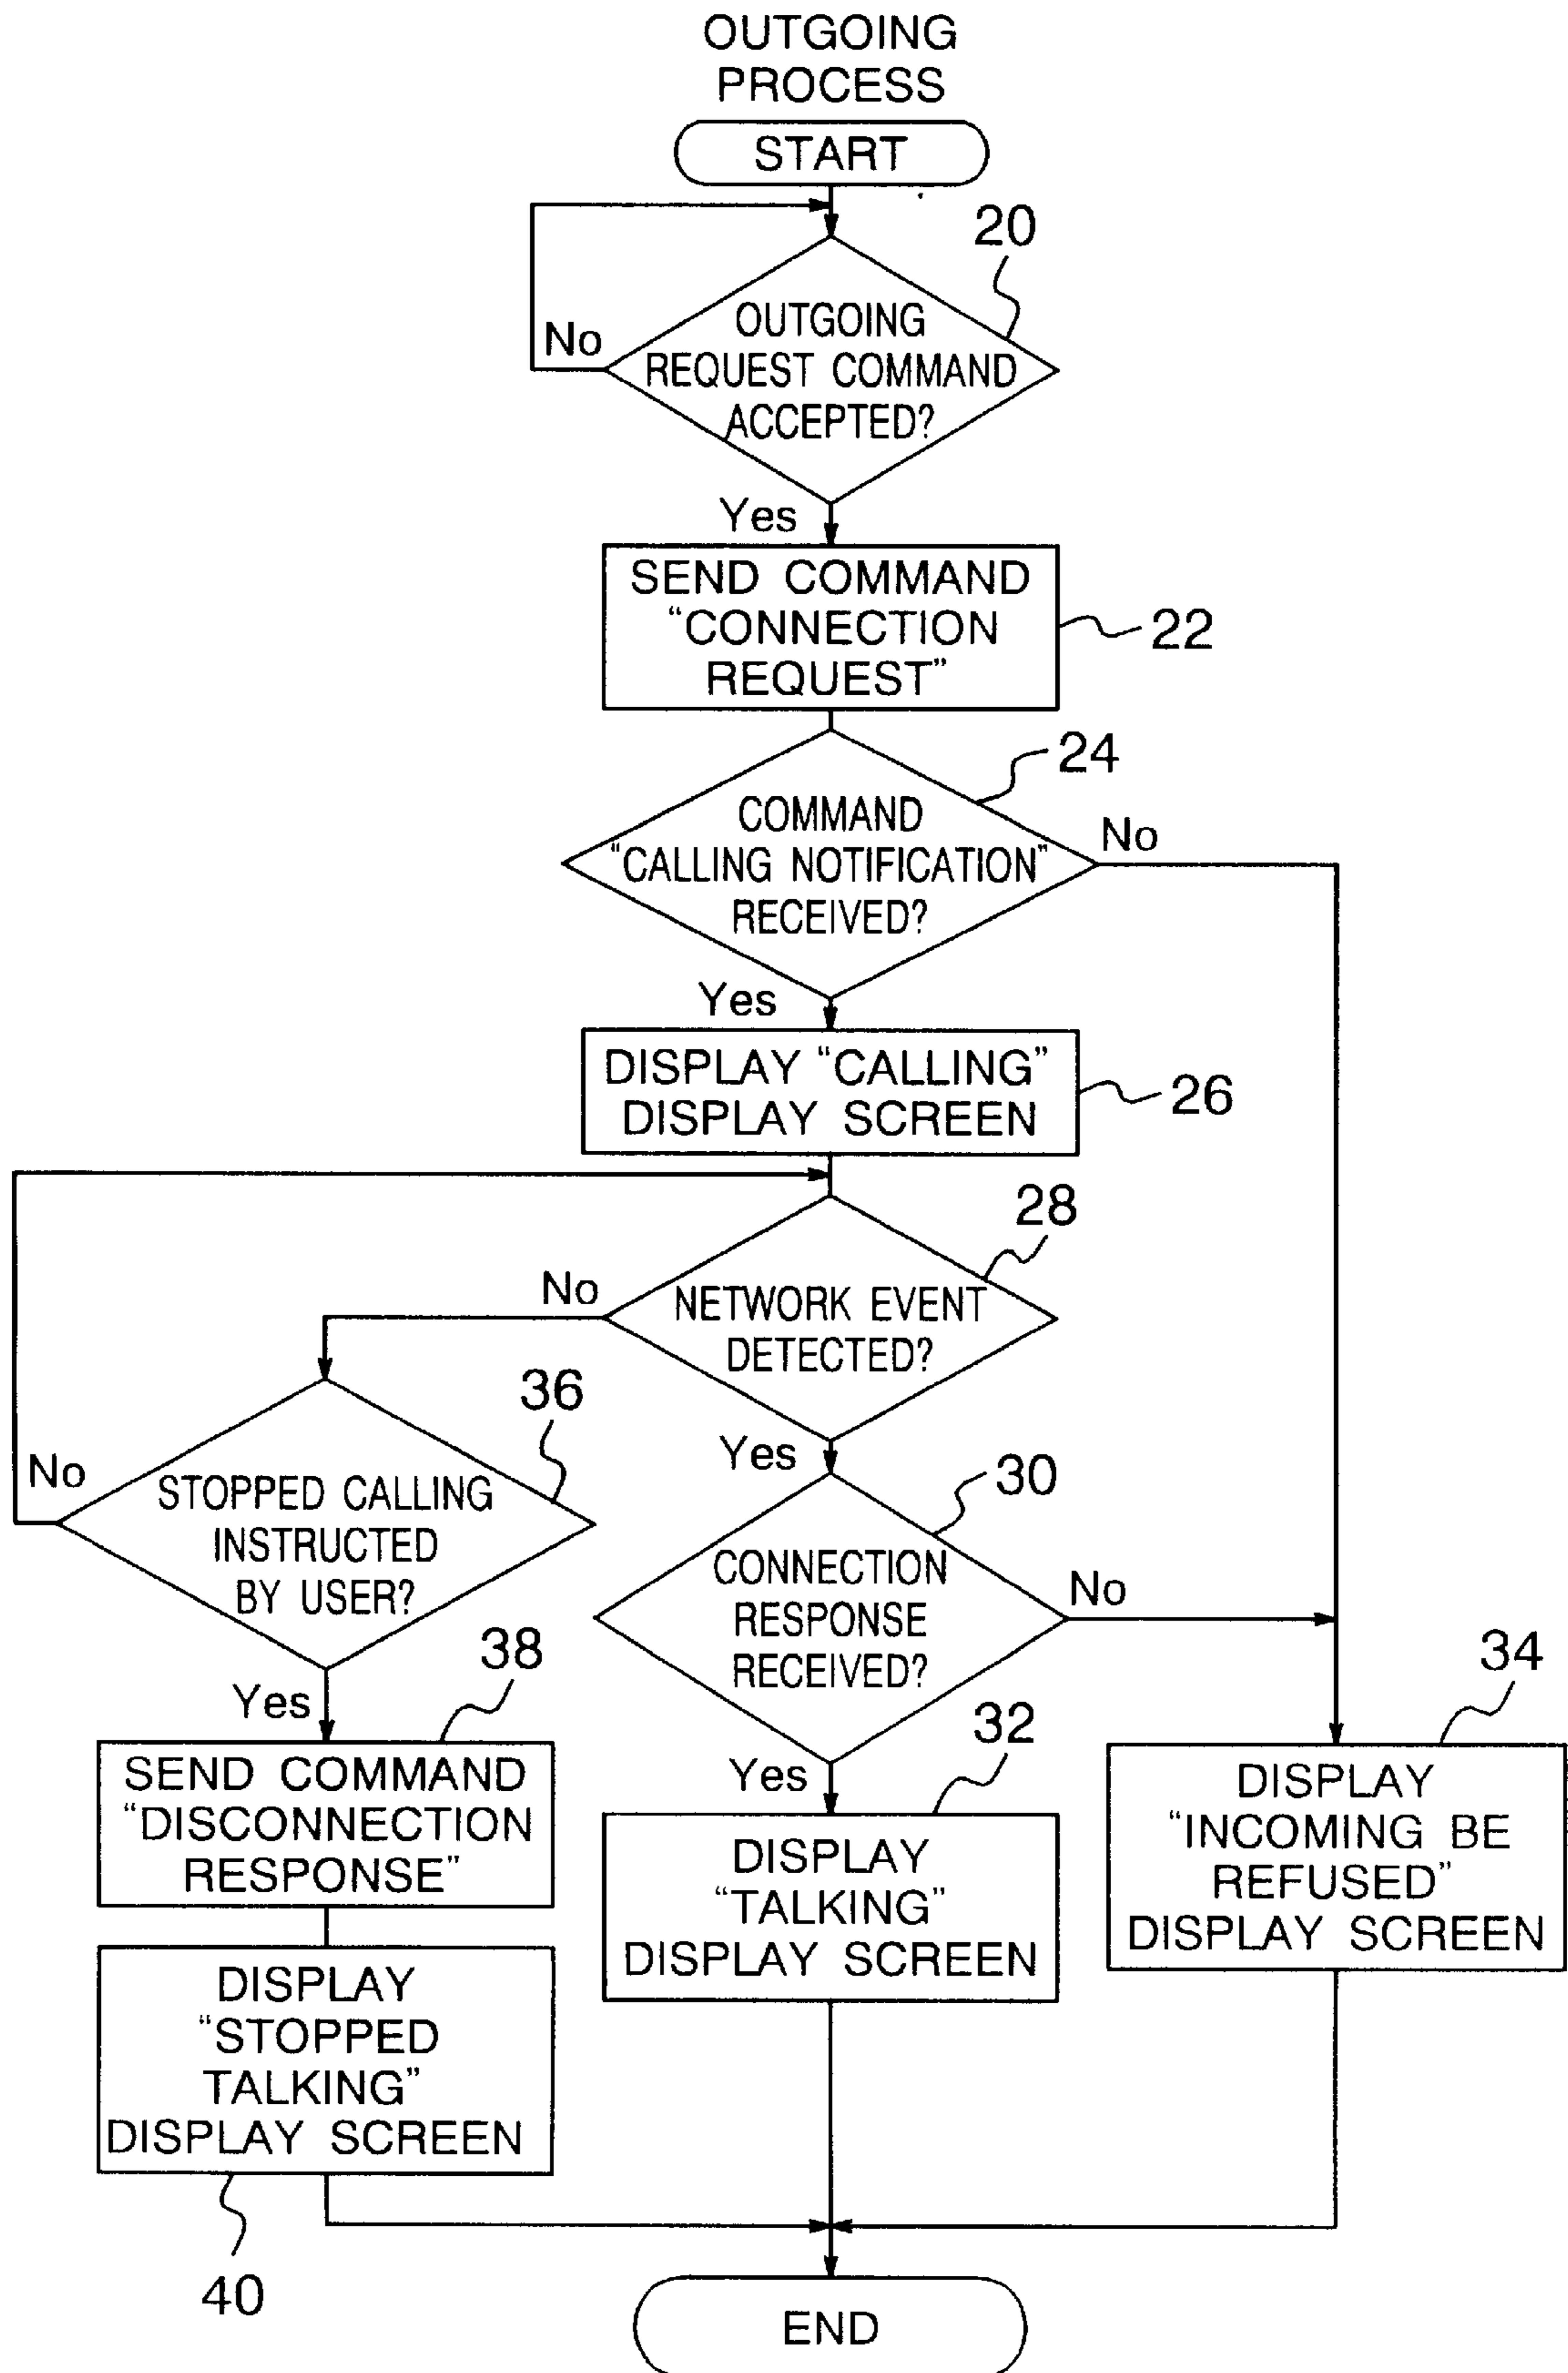 OUTGOING
PROCESS
START
20
No
OUTGOING
REQUEST COMMAND
ACCEPTED?
Yes
SEND COMMAND
“CONNECTION
REQUEST”
22
24
COMMAND
“CALLING NOTIFICATION”
RECEIVED?
No
Yes
DISPLAY “CALLING”
DISPLAY SCREEN
26
28
No
NETWORK EVENT
DETECTED?
36
Yes
No
STOPPED CALLING
INSTRUCTED
BY USER?
30
CONNECTION
RESPONSE
RECEIVED?
No
38
Yes
34
32
Yes
SEND COMMAND
“DISCONNECTION
RESPONSE”
DISPLAY
“TALKING”
DISPLAY SCREEN
DISPLAY
“INCOMING BE
REFUSED”
DISPLAY SCREEN
DISPLAY
“STOPPED
TALKING”
DISPLAY SCREEN
40
END